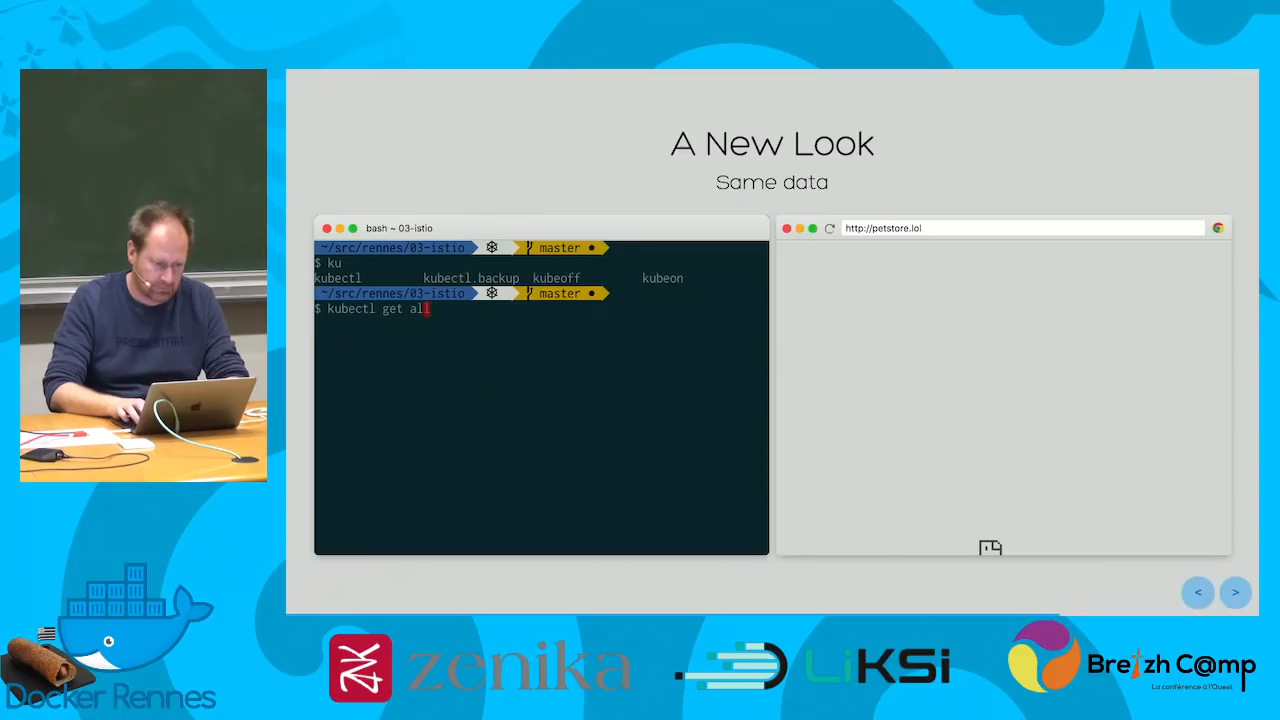 A New Look
Same data
bash ~ 03-istio
~/src/rennes/03-istio master
$ ku
kubectl kubectl.backup kubeoff kubeon
~/src/rennes/03-istio master
$ kubectl get all
http://petstore.lol
< >
PRESS START
Docker Rennes
zenika
LiKSi
Breizh C@mp
La conférence à l'Ouest